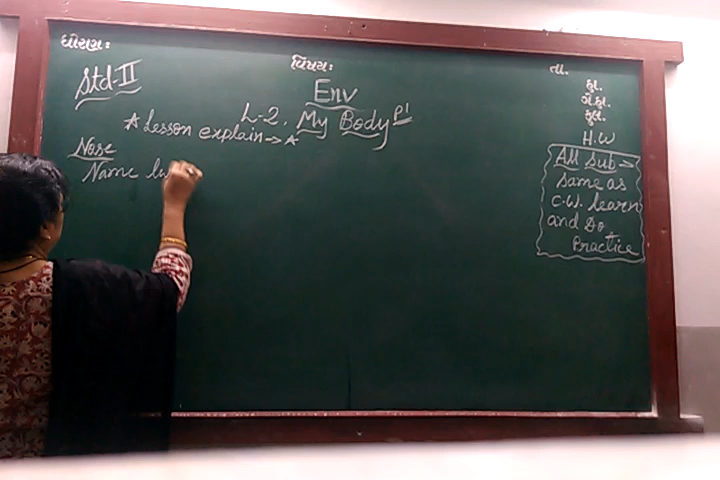 ધોરણ:
વિષય:
તા.
Std-II
Env
હા.
ગે.હા.
કુલ.
L-2. My Body P1
* Lesson explain->*
Nose
Name
H.W
All Sub->
same as
C.W. learn
and Do
Practice